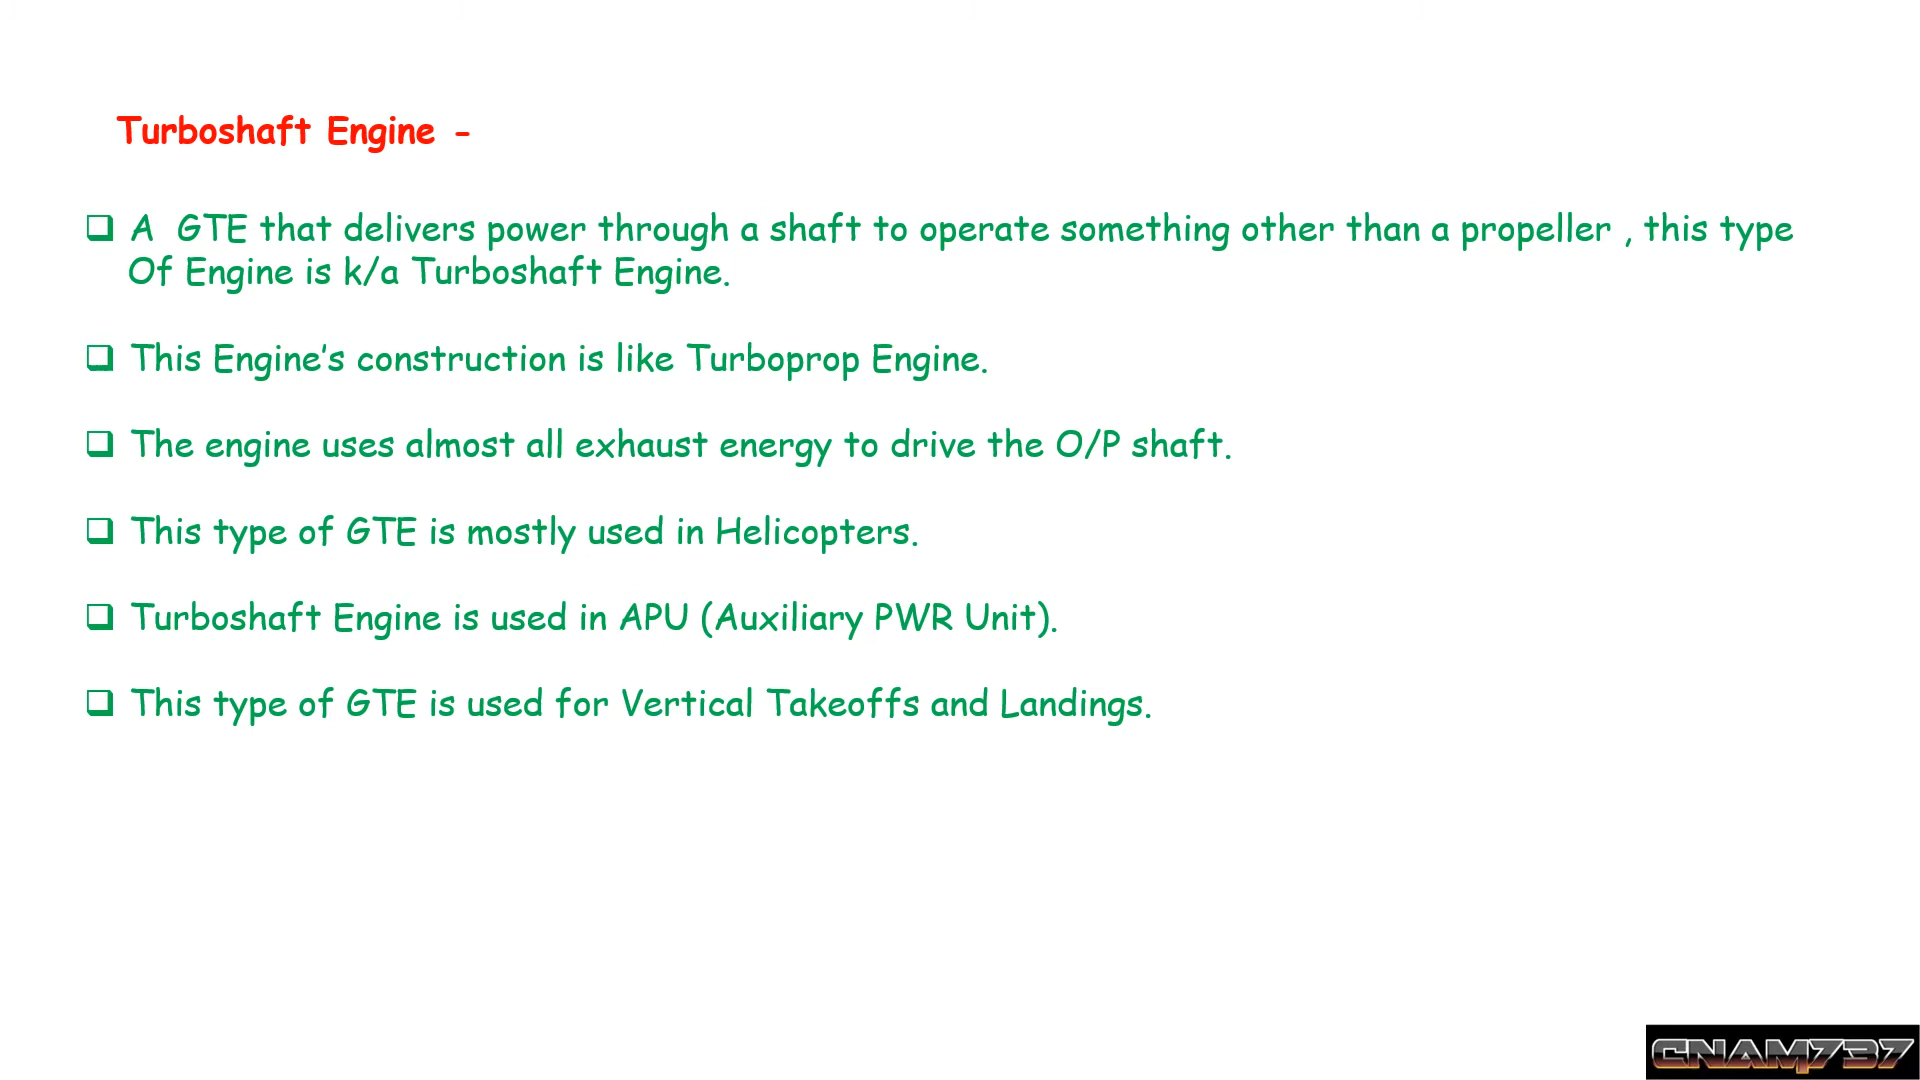 Turboshaft Engine -
❑ A GTE that delivers power through a shaft to operate something other than a propeller , this type
Of Engine is k/a Turboshaft Engine.
❑ This Engine’s construction is like Turboprop Engine.
❑ The engine uses almost all exhaust energy to drive the O/P shaft.
❑ This type of GTE is mostly used in Helicopters.
❑ Turboshaft Engine is used in APU (Auxiliary PWR Unit).
❑ This type of GTE is used for Vertical Takeoffs and Landings.
CNAM737